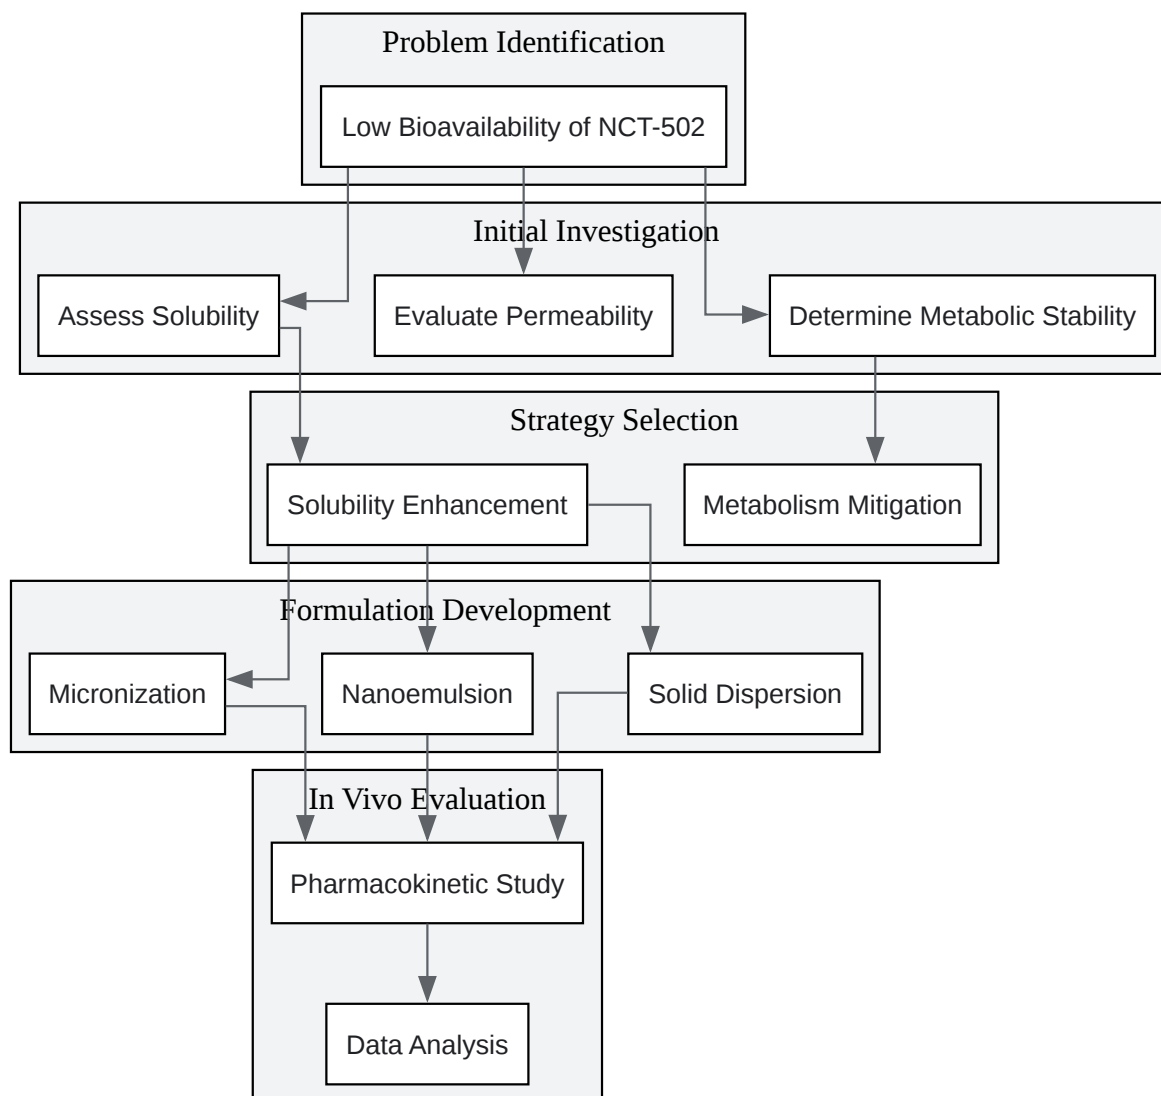 Problem Identification
Low Bioavailability of NCT-502
Initial Investigation
Assess Solubility
Evaluate Permeability
Determine Metabolic Stability
Strategy Selection
Solubility Enhancement
Metabolism Mitigation
Formulation Development
Micronization
Nanoemulsion
Solid Dispersion
In Vivo Evaluation
Pharmacokinetic Study
Data Analysis